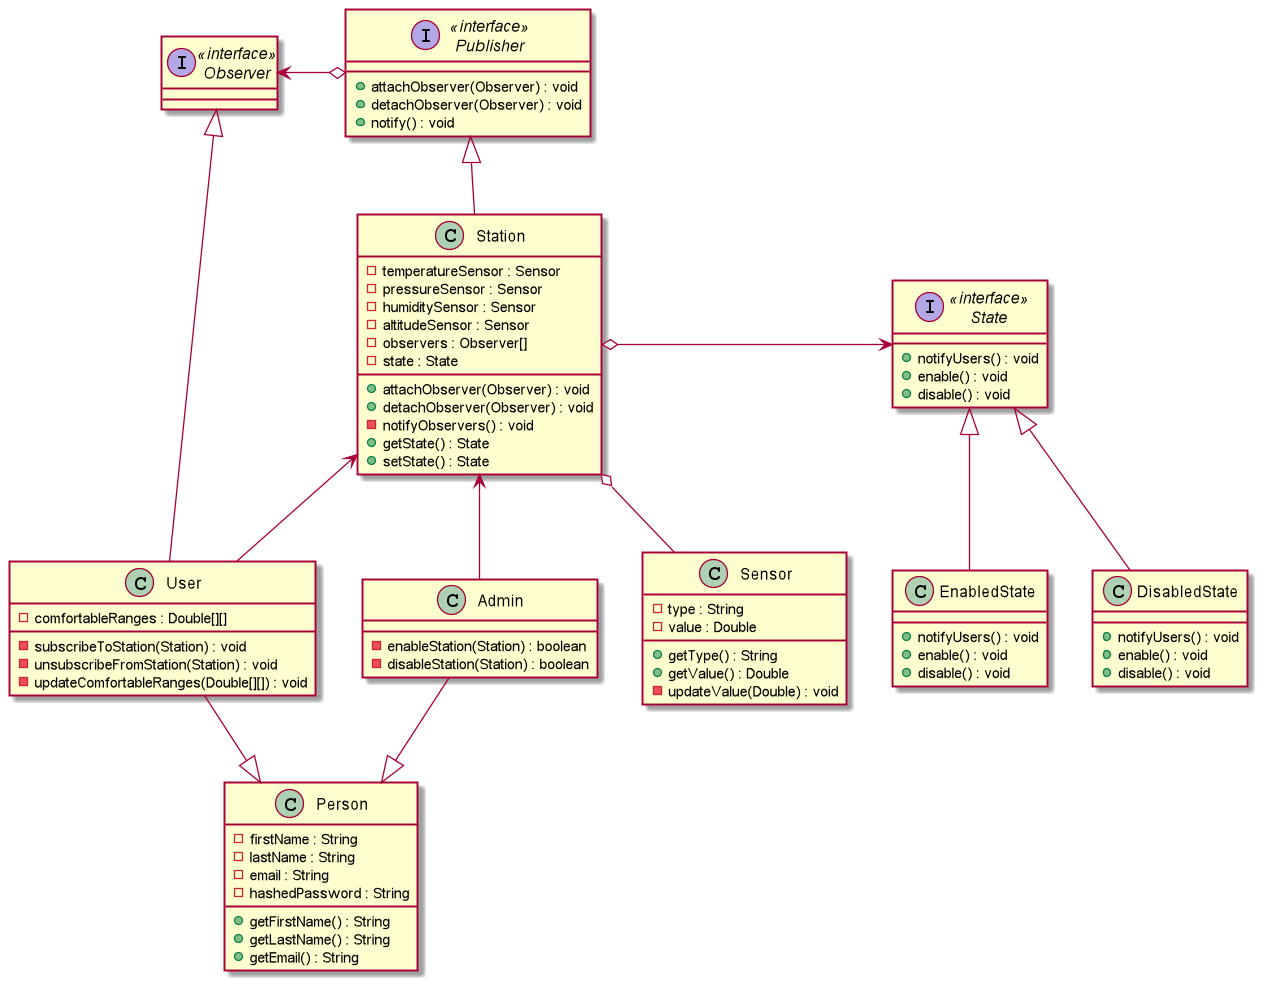 I
«interface»
Observer
I
«interface»
Publisher
attachObserver(Observer) : void
detachObserver(Observer) : void
notify() : void
C
Station
temperatureSensor : Sensor
pressureSensor : Sensor
humiditySensor : Sensor
altitudeSensor : Sensor
observers : Observer[]
state : State
attachObserver(Observer) : void
detachObserver(Observer) : void
notifyObservers() : void
getState() : State
setState() : State
I
«interface»
State
notifyUsers() : void
enable() : void
disable() : void
C
User
comfortableRanges : Double[][]
subscribeToStation(Station) : void
unsubscribeFromStation(Station) : void
updateComfortableRanges(Double[][]) : void
C
Admin
enableStation(Station) : boolean
disableStation(Station) : boolean
C
Sensor
type : String
value : Double
getType() : String
getValue() : Double
updateValue(Double) : void
C
EnabledState
notifyUsers() : void
enable() : void
disable() : void
C
DisabledState
notifyUsers() : void
enable() : void
disable() : void
C
Person
firstName : String
lastName : String
email : String
hashedPassword : String
getFirstName() : String
getLastName() : String
getEmail() : String